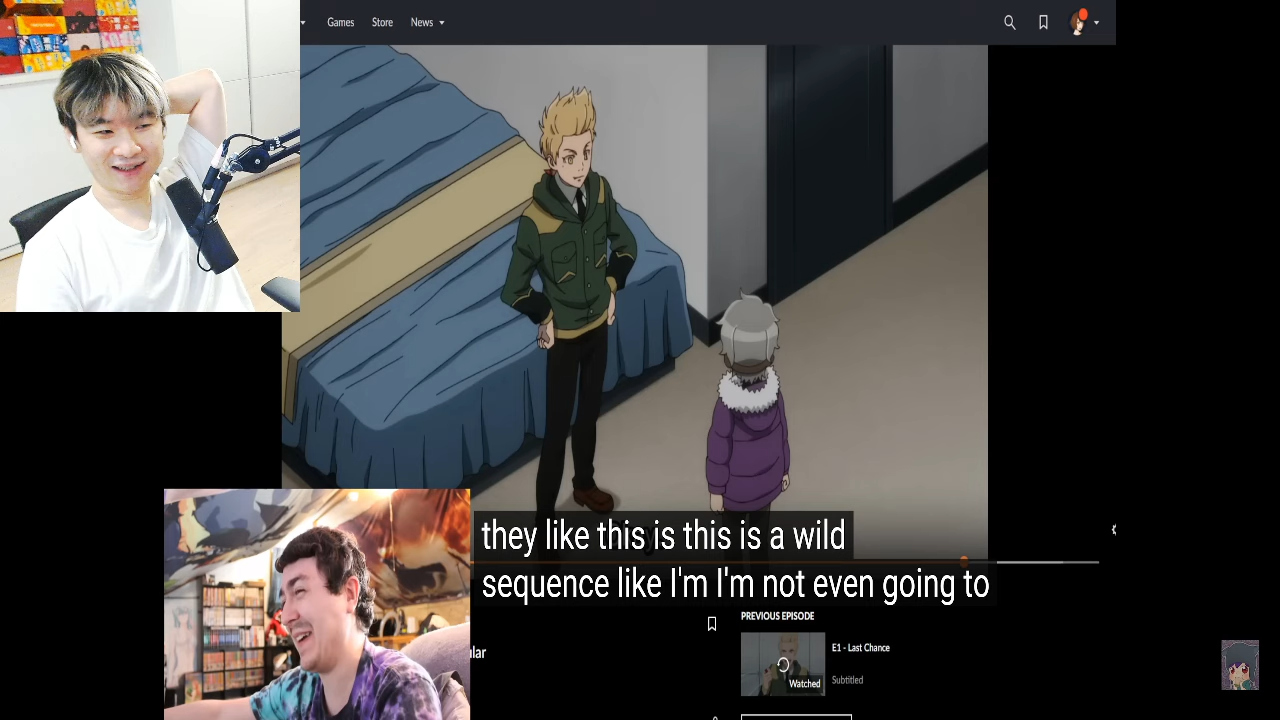 Games
Store
News
they like this is this is a wild
sequence like I'm I'm not even going to
PREVIOUS EPISODE
lar
E1 - Last Chance
Watched
Subtitled